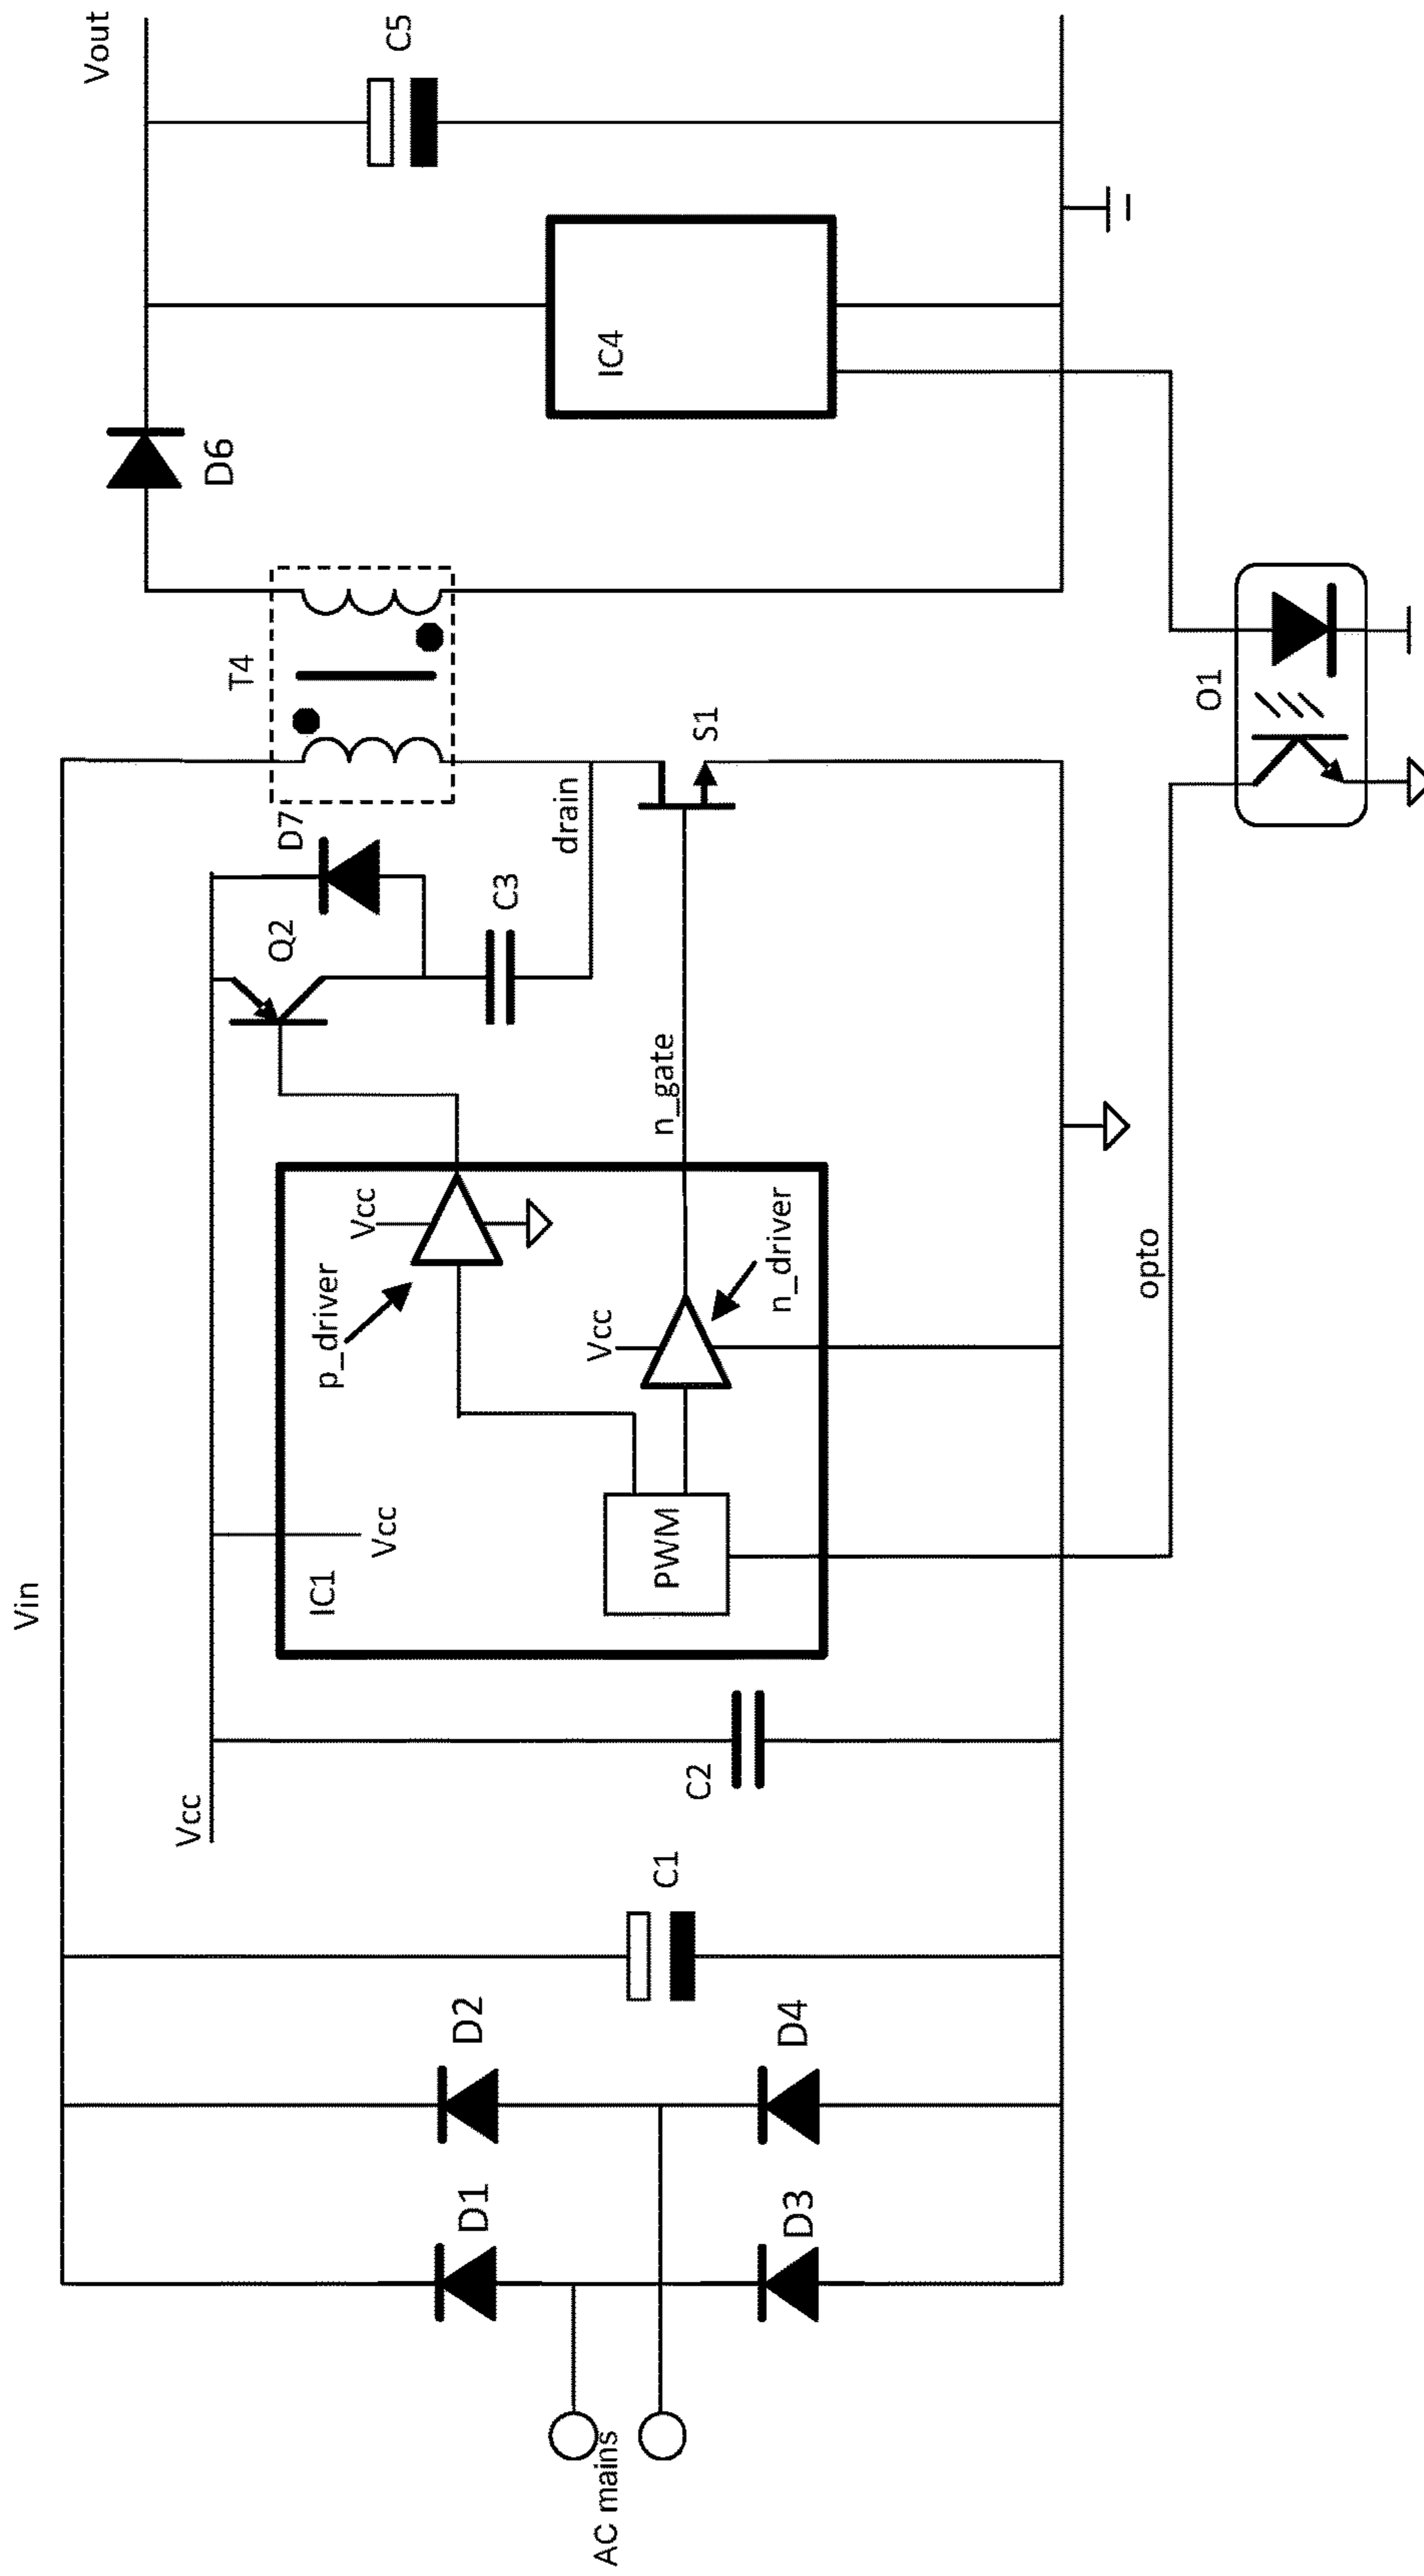 Vin
Vout
Vcc
D7
T4
D6
Q2
IC1
Vcc
p_driver
Vcc
C3
drain
C5
D1
D2
C1
C2
PWM
Vcc
n_driver
n_gate
S1
IC4
AC mains
D3
D4
opto
O1